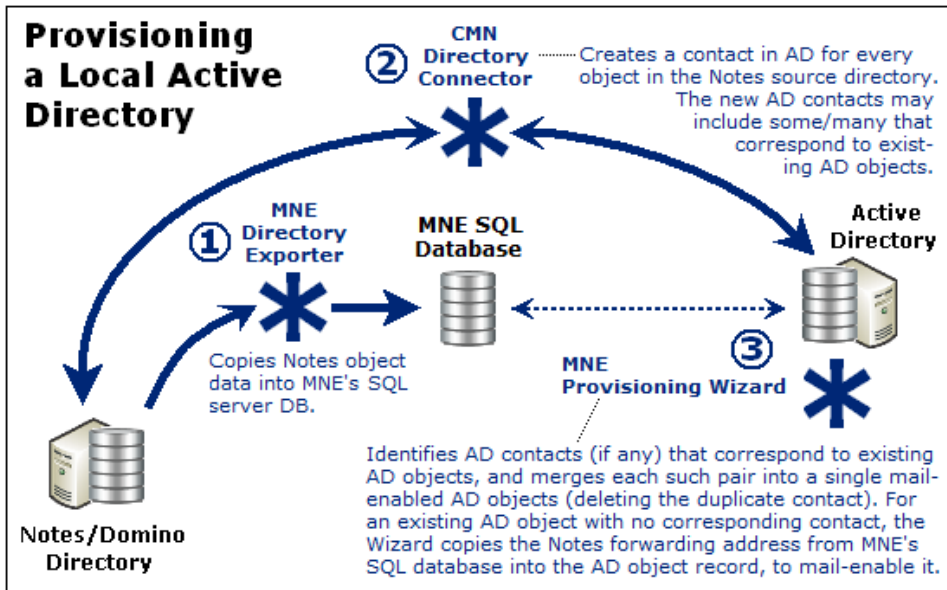 Provisioning
a Local Active
Directory
2
CMN
Directory
Connector
Creates a contact in AD for every
object in the Notes source directory.
The new AD contacts may
include some/many that
correspond to exist-
ing AD objects.
1
MNE
Directory
Exporter
MNE SQL
Database
Active
Directory
Copies Notes object
data into MNE's SQL
server DB.
3
MNE
Provisioning Wizard
Identifies AD contacts (if any) that correspond to existing
AD objects, and merges each such pair into a single mail-
enabled AD objects (deleting the duplicate contact). For
an existing AD object with no corresponding contact, the
Wizard copies the Notes forwarding address from MNE's
SQL database into the AD object record, to mail-enable it.
Notes/Domino
Directory